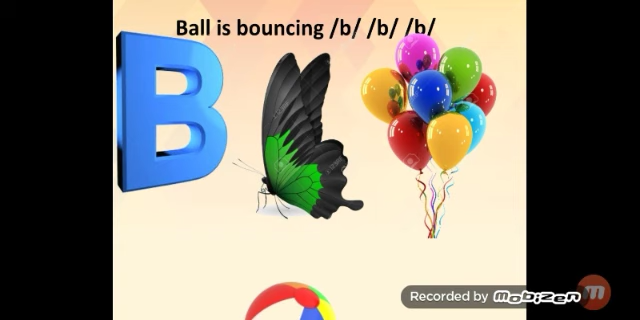 Ball is bouncing /b/ /b/ /b/
B
Recorded by Mobizen